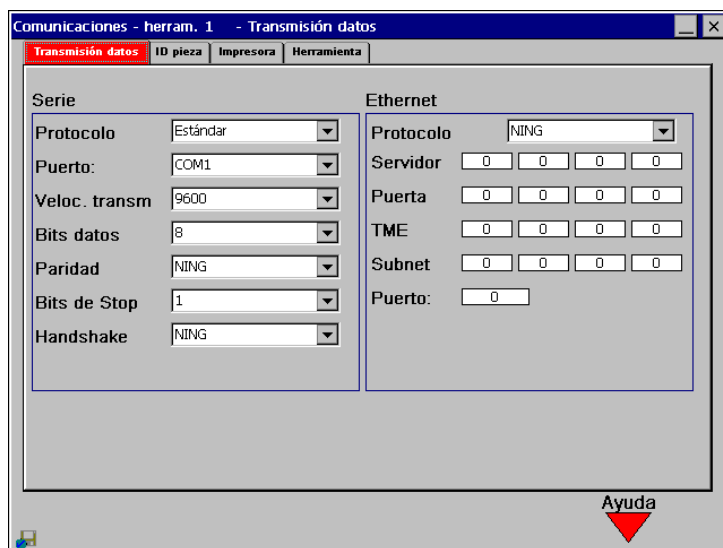 Comunicaciones - herram. 1 - Transmisión datos
Transmisión datos ID pieza Impresora Herramienta
Serie
Protocolo Estándar
Puerto: COM1
Veloc. transm 9600
Bits datos 8
Paridad NING
Bits de Stop 1
Handshake NING
Ethernet
Protocolo NING
Servidor 0 0 0 0
Puerta 0 0 0 0
TME 0 0 0 0
Subnet 0 0 0 0
Puerto: 0
Ayuda